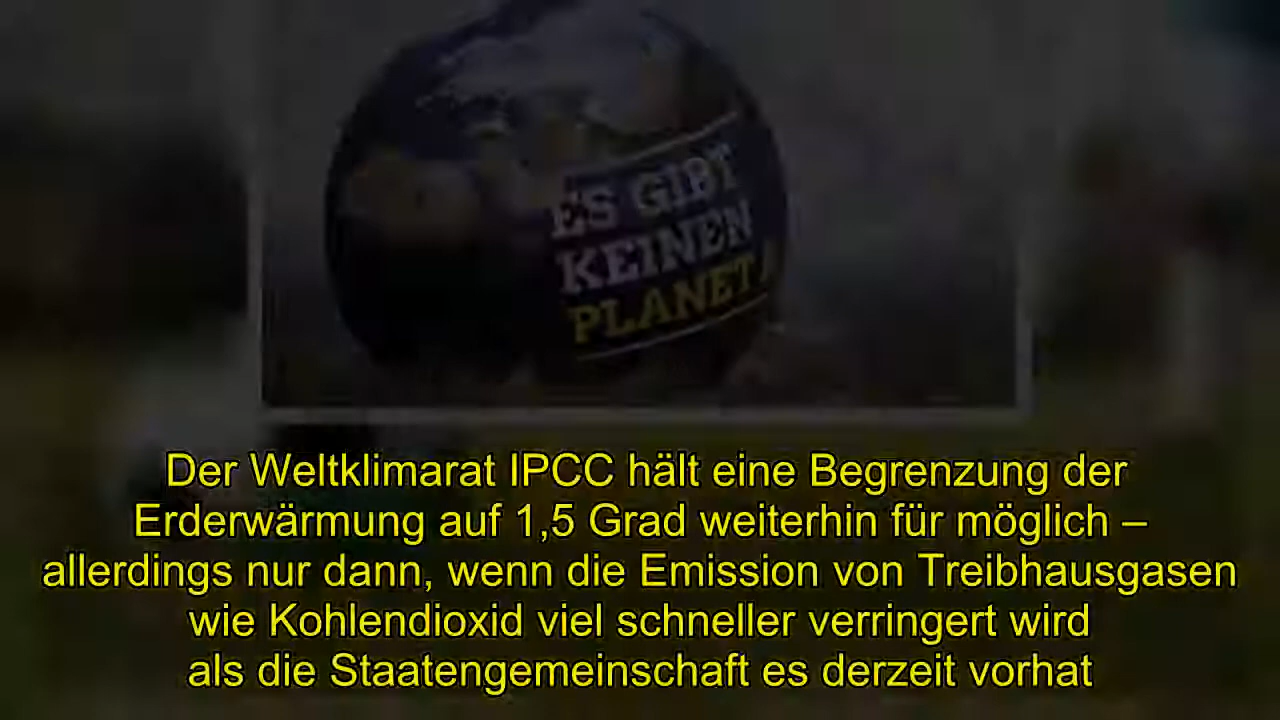 ES GIBT
KEINEN
PLANET
Der Weltklimarat IPCC hält eine Begrenzung der
Erderwärmung auf 1,5 Grad weiterhin für möglich –
allerdings nur dann, wenn die Emission von Treibhausgasen
wie Kohlendioxid viel schneller verringert wird
als die Staatengemeinschaft es derzeit vorhat